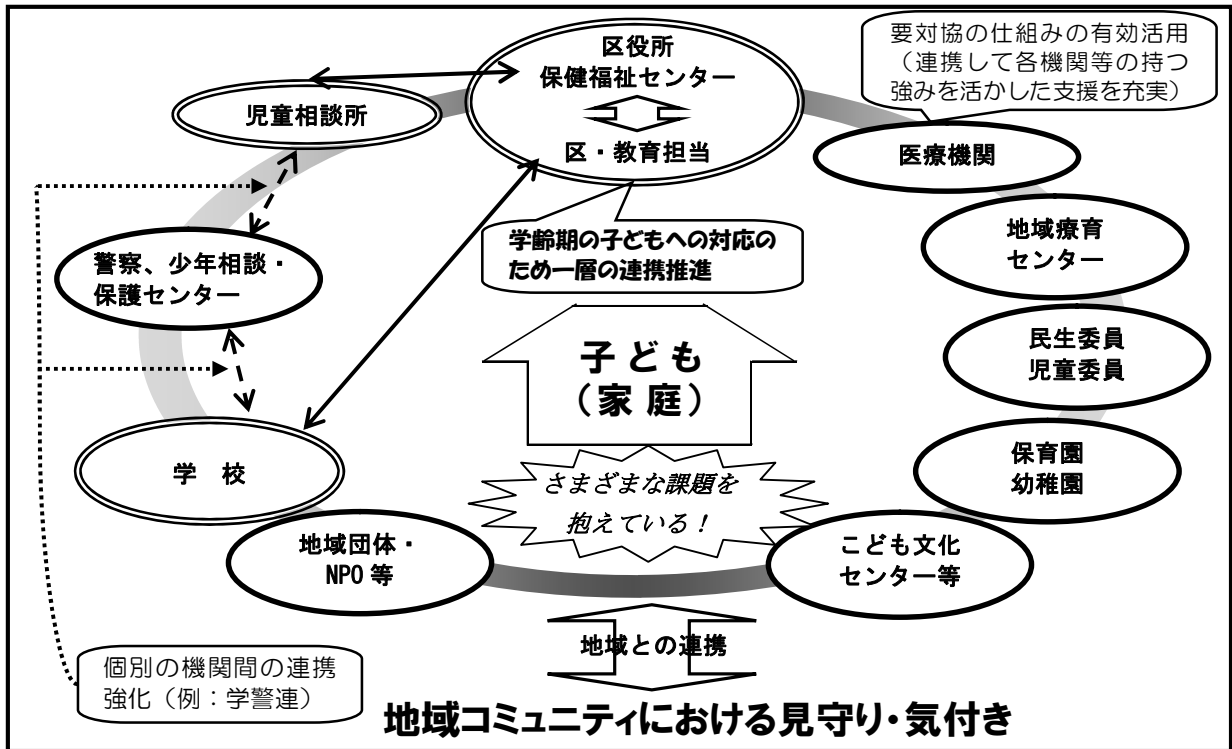 区役所
保健福祉センター
区・教育担当
要対協の仕組みの有効活用
（連携して各機関等の持つ
強みを活かした支援を充実）
児童相談所
医療機関
学齢期の子どもへの対応の
ため一層の連携推進
地域療育
センター
警察、少年相談・
保護センター
子ども
（家庭）
民生委員
児童委員
学　校
さまざまな課題を
抱えている！
保育園
幼稚園
地域団体・
NPO 等
こども文化
センター等
地域との連携
個別の機関間の連携
強化（例：学警連）
地域コミュニティにおける見守り・気付き